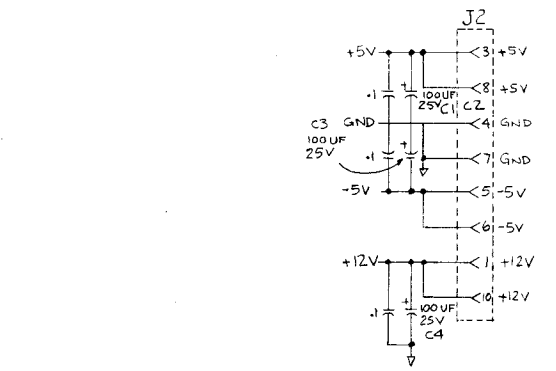 J2
+5V 3 +5V
8 +5V
.1 + 100UF
25V C1 C2
C3 GND 4 GND
100UF
25V .1 + 7 GND
-5V 5 -5V
6 -5V
+12V 1 +12V
10 +12V
.1 + 100UF
25V
C4